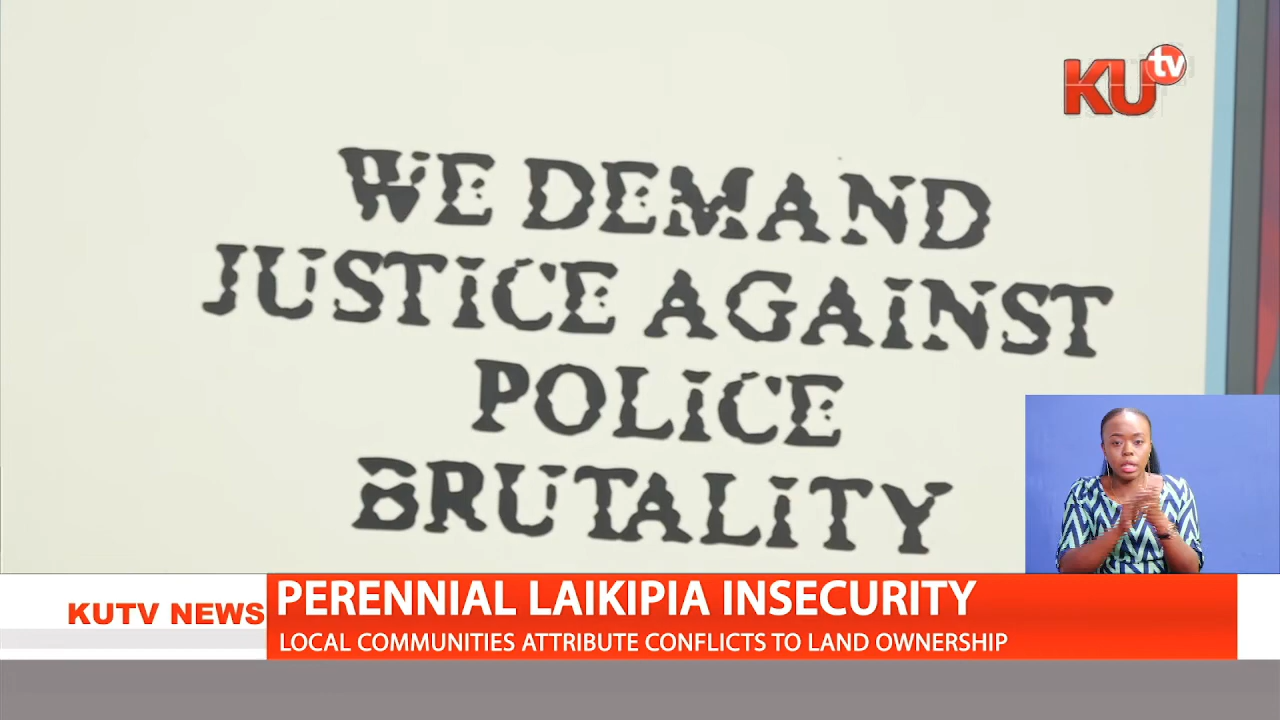 KU tv
WE DEMAND
JUSTICE AGAINST
POLICE
BRUTALITY
KUTV NEWS
PERENNIAL LAIKIPIA INSECURITY
LOCAL COMMUNITIES ATTRIBUTE CONFLICTS TO LAND OWNERSHIP